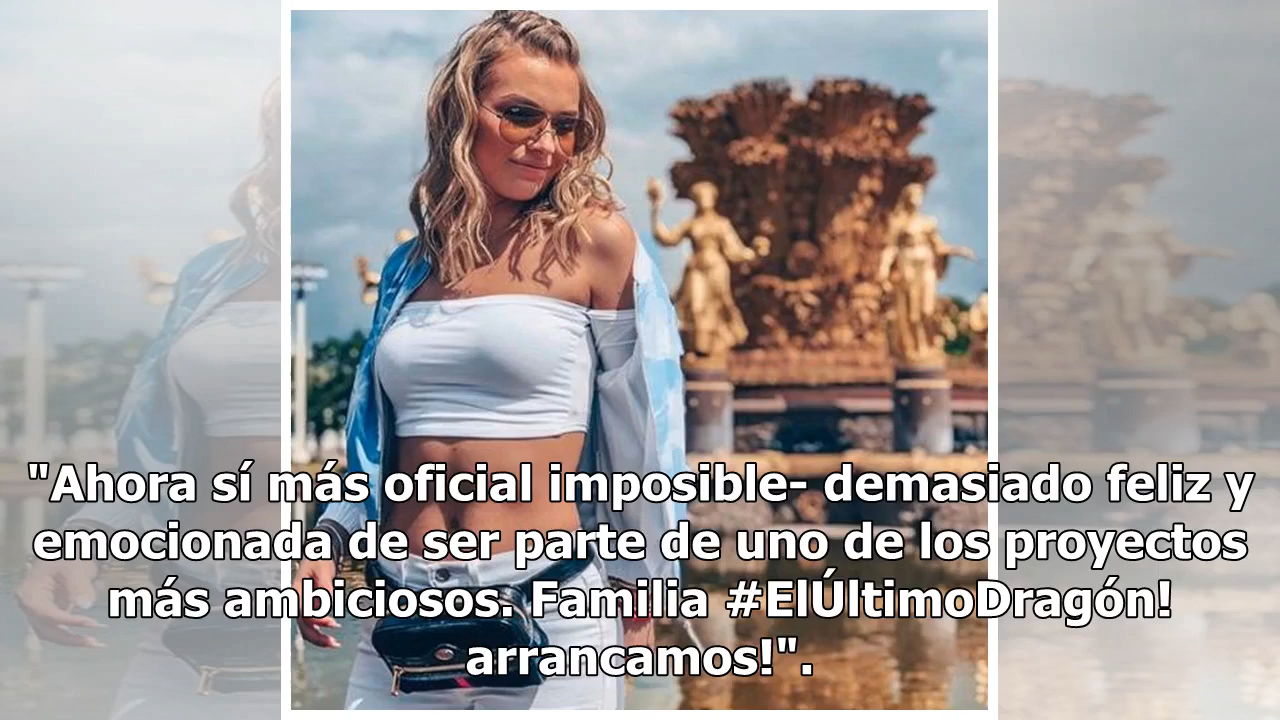 "Ahora sí más oficial imposible- demasiado feliz y
emocionada de ser parte de uno de los proyectos
más ambiciosos. Familia #ElÚltimoDragón!
arrancamos!".